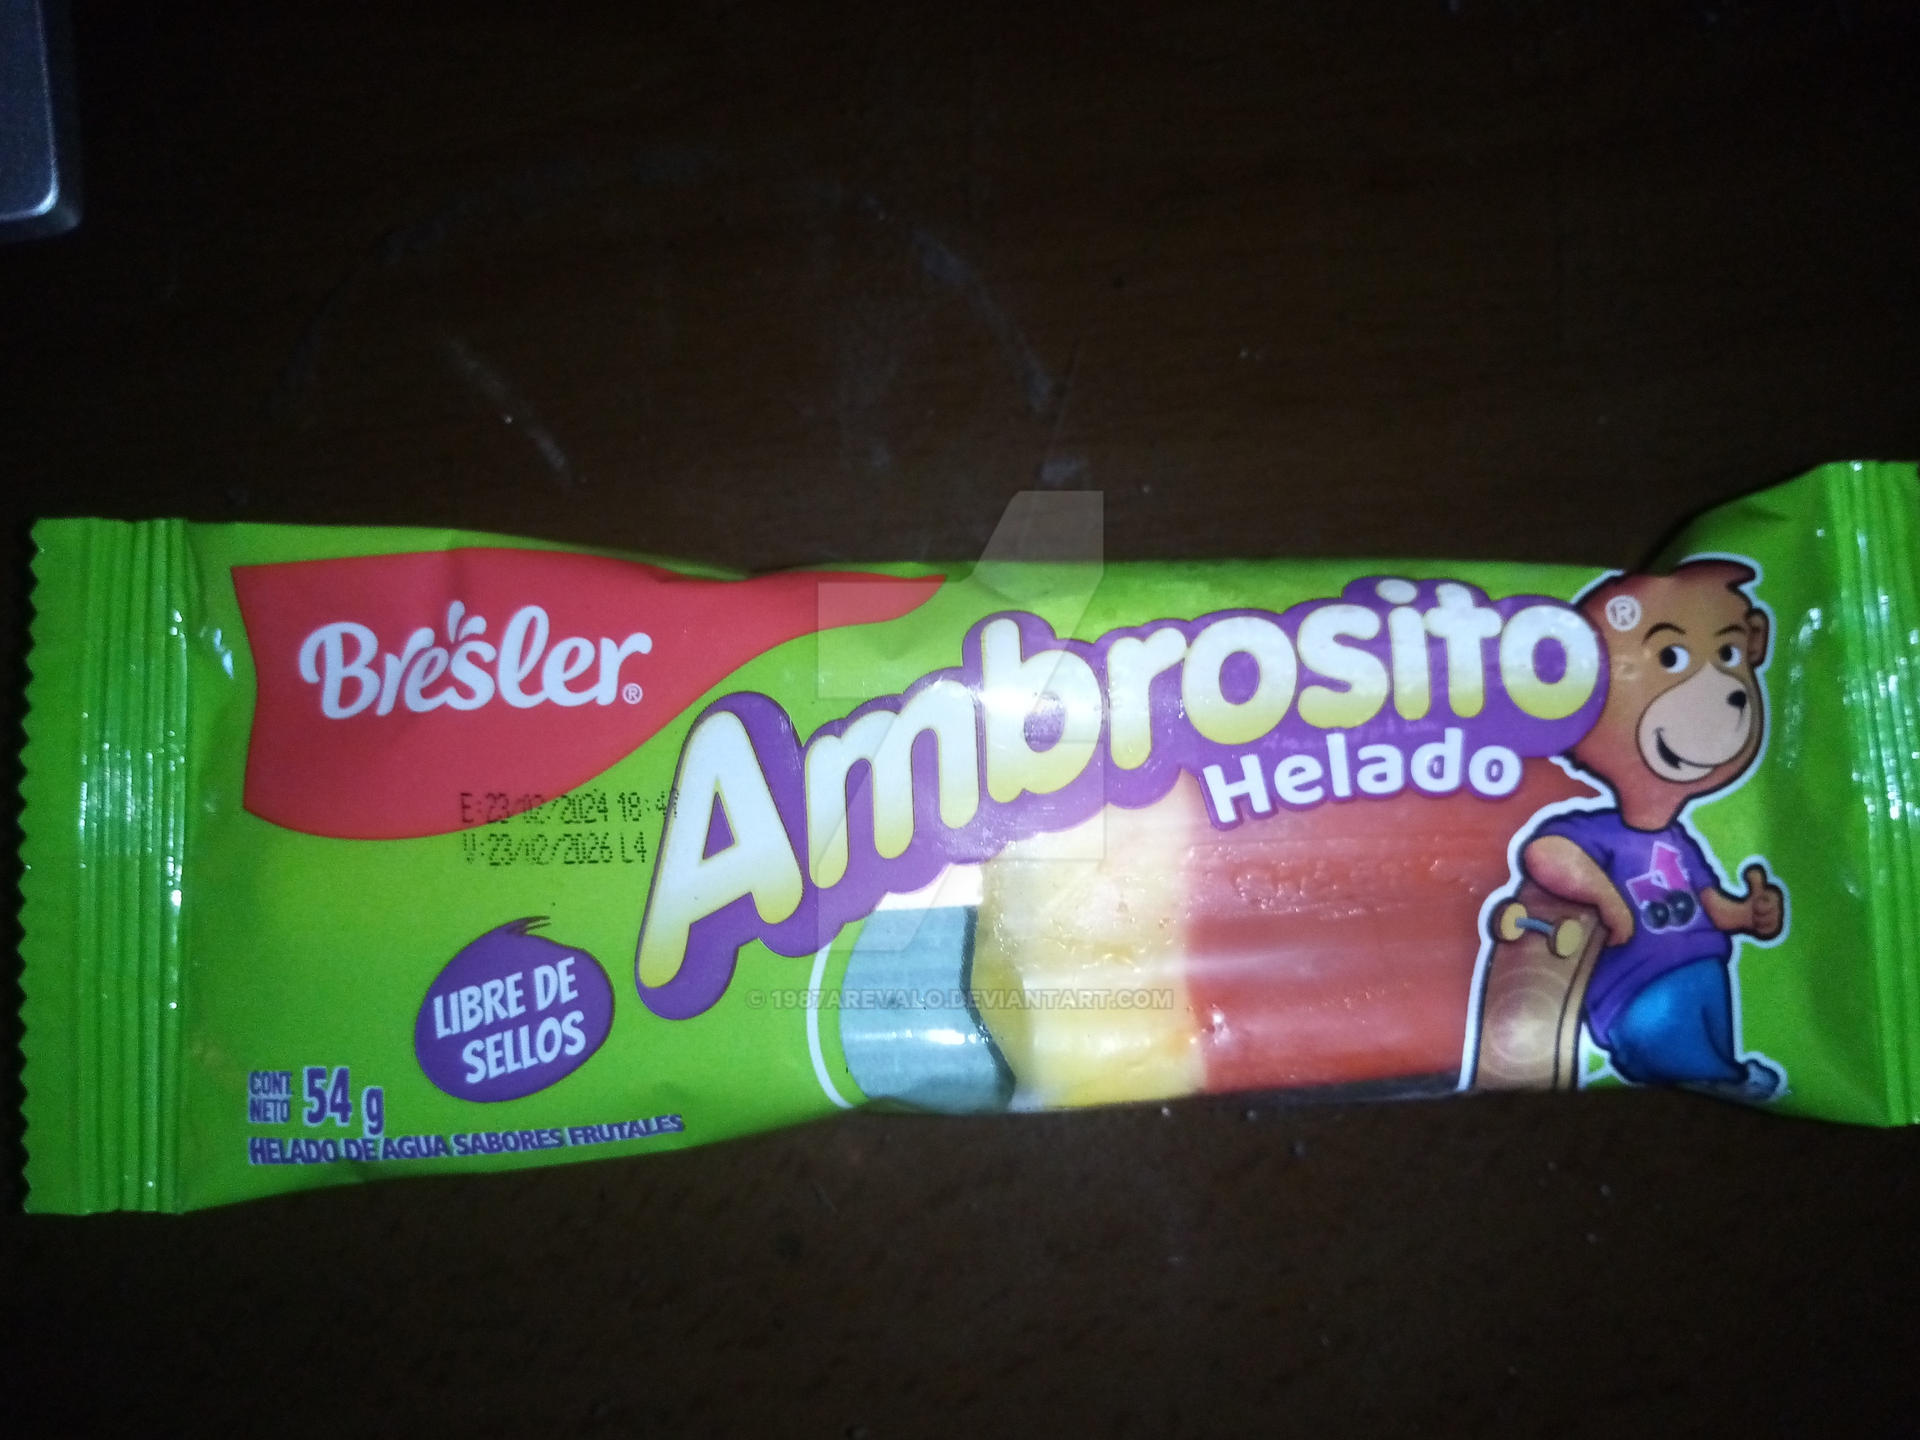 Bresler®
Ambrosito®
Helado
E:23/02/2024 18:4
V:23/02/2026 L4
LIBRE DE
SELLOS
CONT.
NETO 54 g
HELADO DE AGUA SABORES FRUTALES
© 1987AREVALO.DEVIANTART.COM